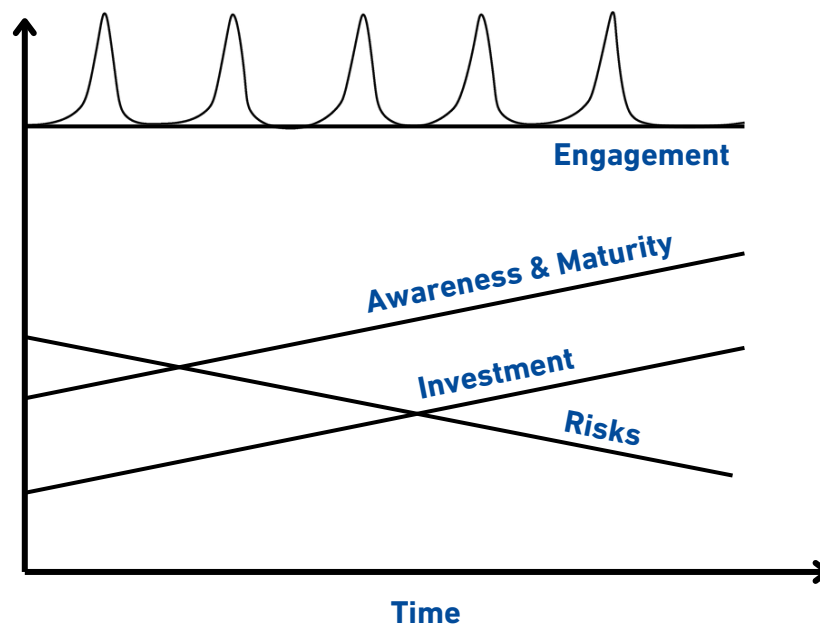 Engagement
Awareness & Maturity
Investment
Risks
Time